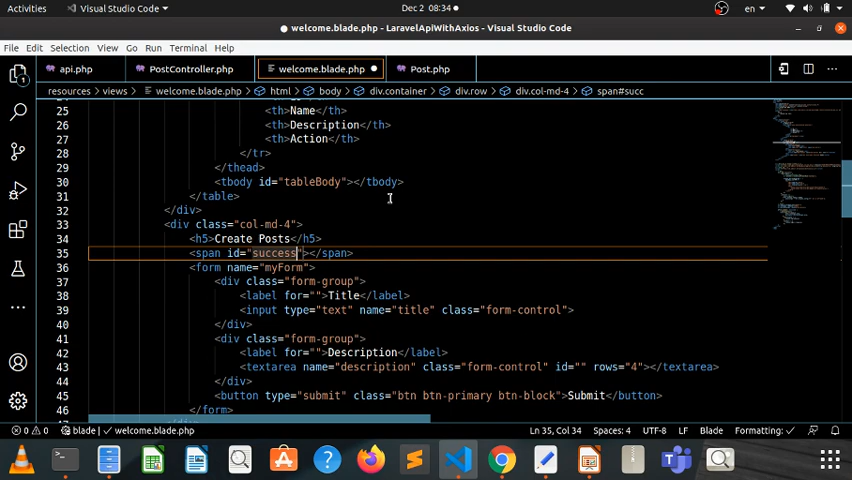 Activities Visual Studio Code Dec 2 08:34 en
welcome.blade.php - LaravelApiWithAxios - Visual Studio Code
File Edit Selection View Go Run Terminal Help
api.php PostController.php welcome.blade.php Post.php
resources > views > welcome.blade.php > html > body > div.container > div.row > div.col-md-4 > span#succ
25 <th>Name</th>
26 <th>Description</th>
27 <th>Action</th>
28 </tr>
29 </thead>
30 <tbody id="tableBody"></tbody>
31 </table>
32 </div>
33 <div class="col-md-4">
34 <h5>Create Posts</h5>
35 <span id="success"></span>
36 <form name="myForm">
37 <div class="form-group">
38 <label for="">Title</label>
39 <input type="text" name="title" class="form-control">
40 </div>
41 <div class="form-group">
42 <label for="">Description</label>
43 <textarea name="description" class="form-control" id="" rows="4"></textarea>
44 </div>
45 <button type="submit" class="btn btn-primary btn-block">Submit</button>
46 </form>
0 0 blade welcome.blade.php Ln 35, Col 34 Spaces: 4 UTF-8 LF Blade Formatting: ✓